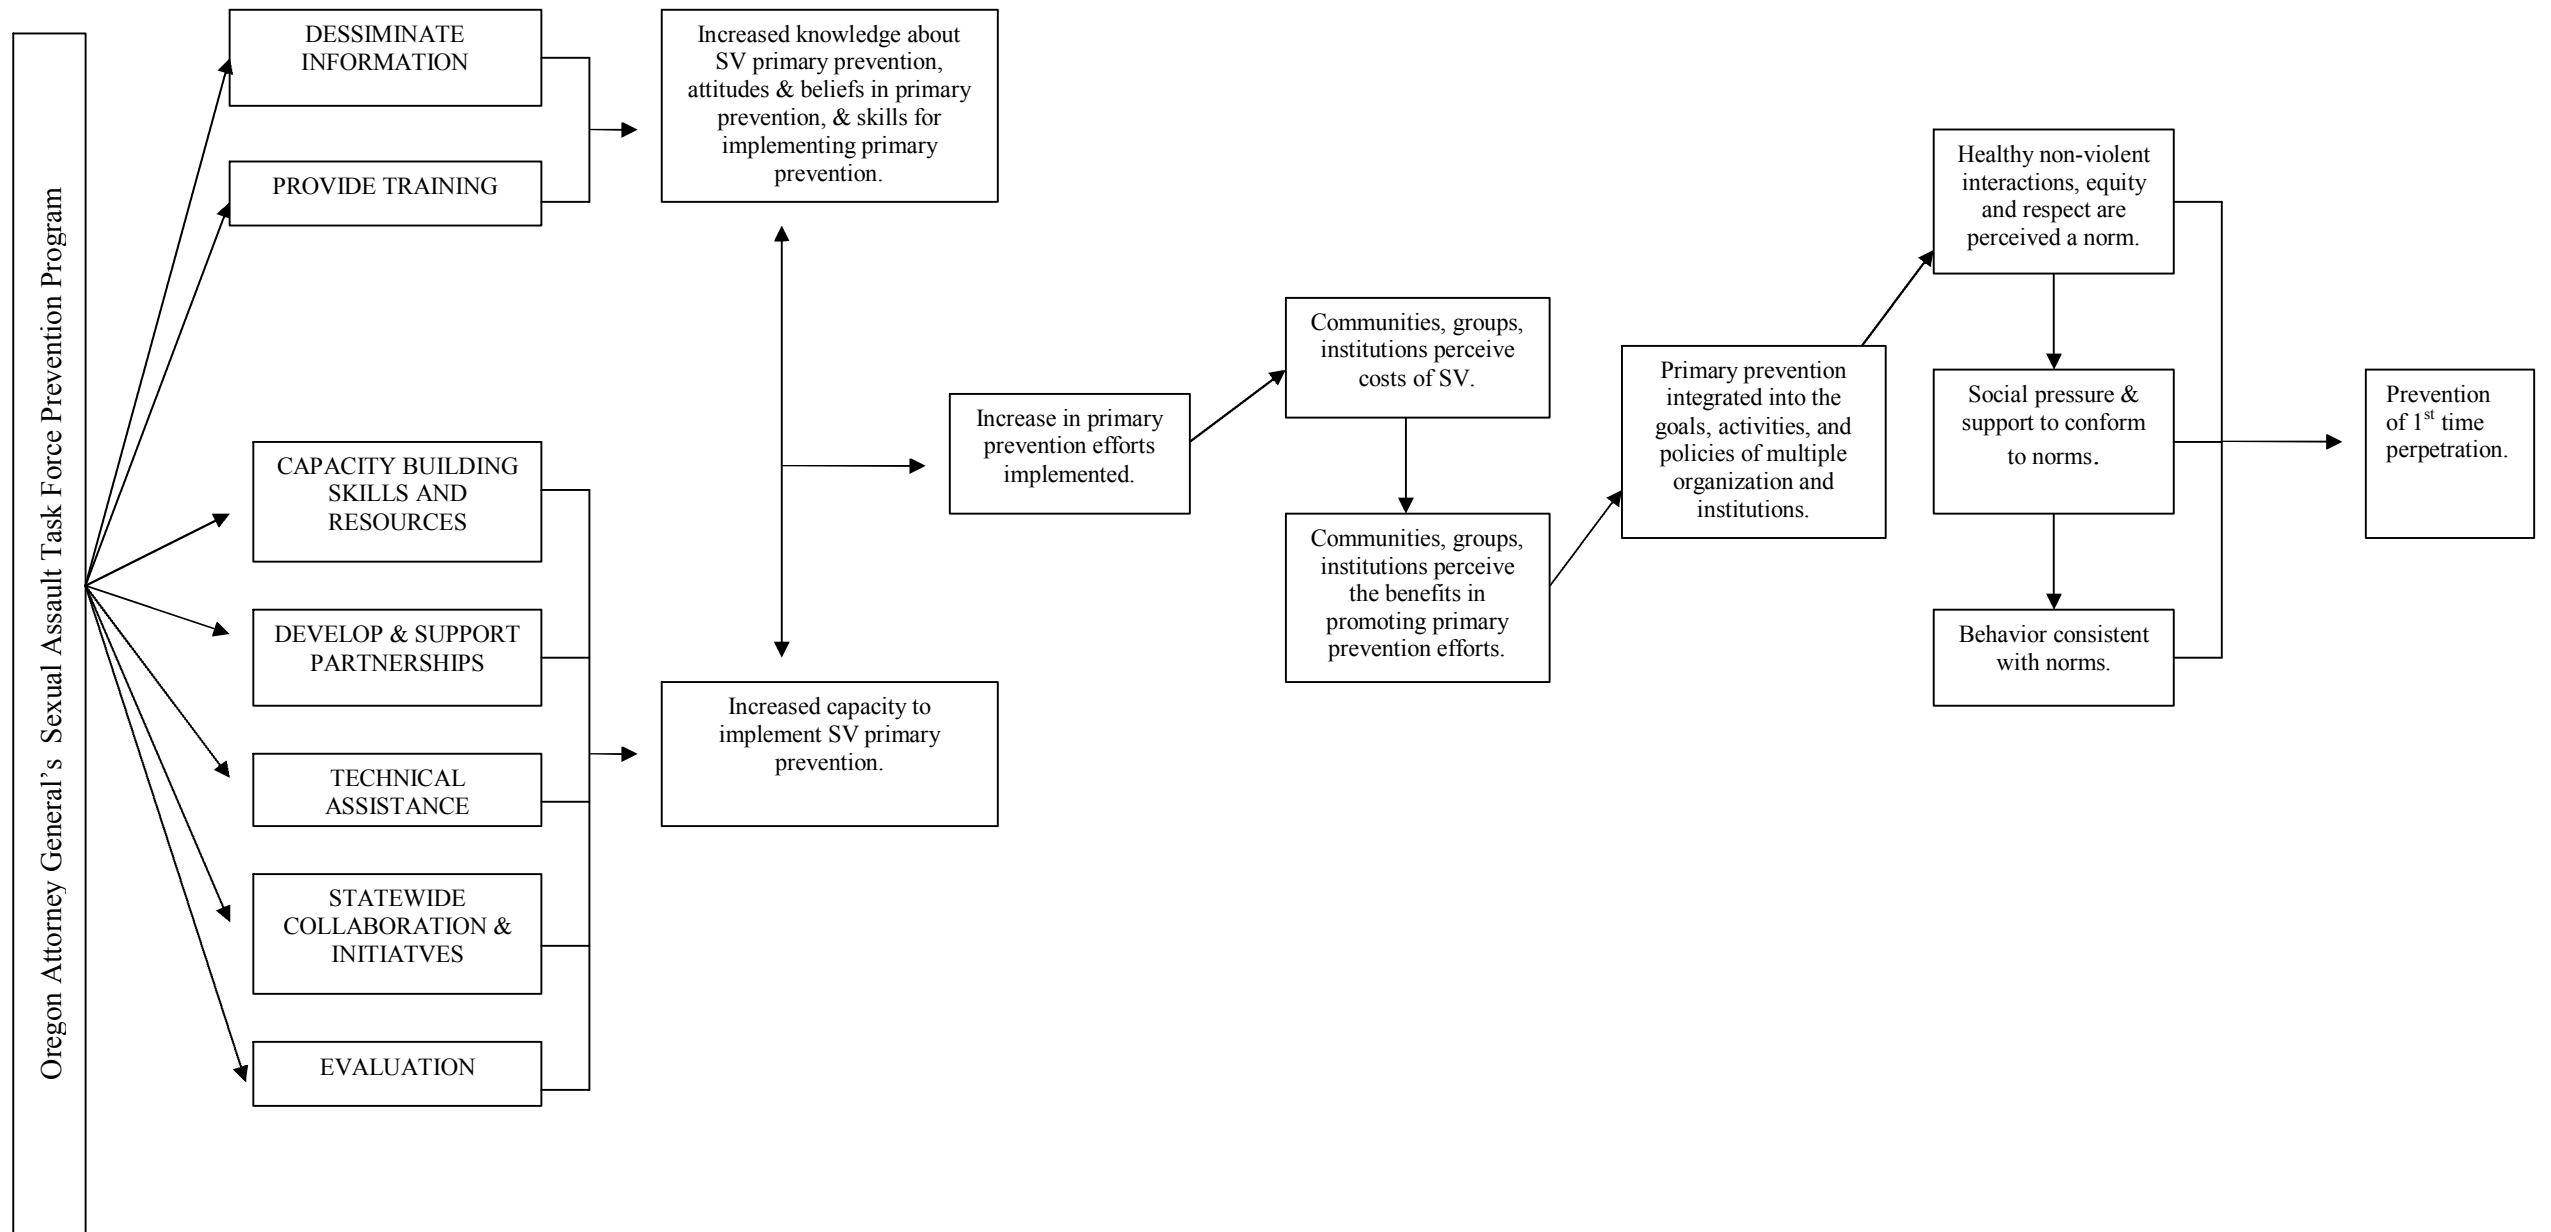 Oregon Attorney General’s Sexual Assault Task Force Prevention Program
DESSIMINATE
INFORMATION
PROVIDE TRAINING
CAPACITY BUILDING
SKILLS AND
RESOURCES
DEVELOP & SUPPORT
PARTNERSHIPS
TECHNICAL
ASSISTANCE
STATEWIDE
COLLABORATION &
INITIATVES
EVALUATION
Increased knowledge about
SV primary prevention,
attitudes & beliefs in primary
prevention, & skills for
implementing primary
prevention.
Increased capacity to
implement SV primary
prevention.
Increase in primary
prevention efforts
implemented.
Communities, groups,
institutions perceive
costs of SV.
Communities, groups,
institutions perceive
the benefits in
promoting primary
prevention efforts.
Primary prevention
integrated into the
goals, activities, and
policies of multiple
organization and
institutions.
Healthy non-violent
interactions, equity
and respect are
perceived a norm.
Social pressure &
support to conform
to norms.
Behavior consistent
with norms.
Prevention
of 1st time
perpetration.